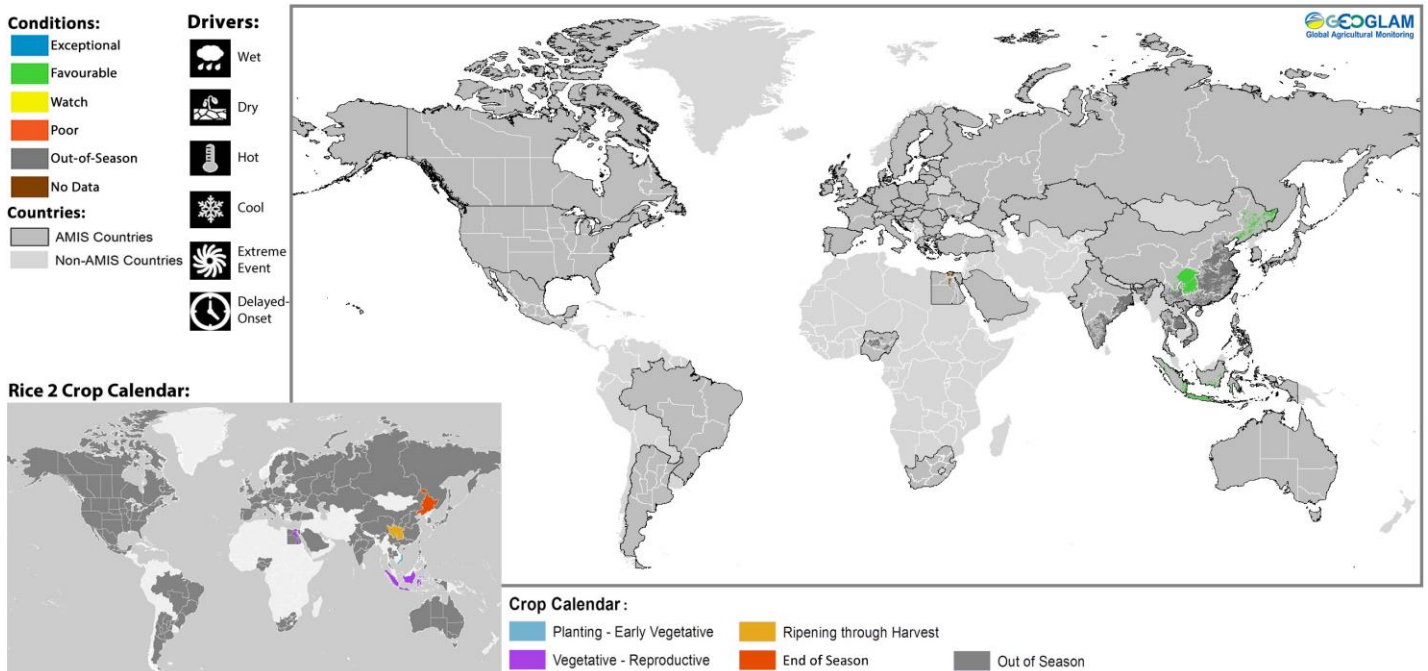 Conditions:
Exceptional
Favourable
Watch
Poor
Out-of-Season
No Data
Countries:
AMIS Countries
Non-AMIS Countries
Drivers:
Wet
Dry
Hot
Cool
Extreme
Event
Delayed-
Onset
GEOGLAM
Global Agricultural Monitoring
Rice 2 Crop Calendar:
Crop Calendar :
Planting - Early Vegetative
Ripening through Harvest
Vegetative - Reproductive
End of Season
Out of Season